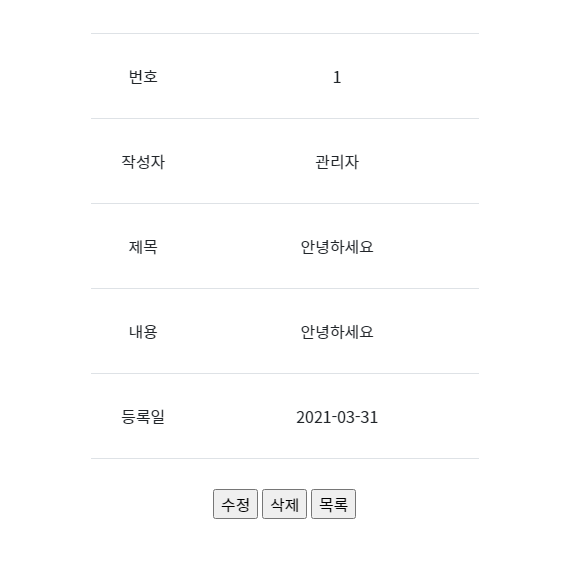 번호 1
작성자 관리자
제목 안녕하세요
내용 안녕하세요
등록일 2021-03-31
수정 삭제 목록